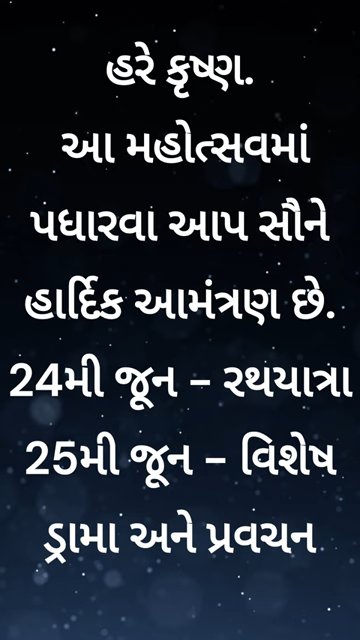 હરે કૃષ્ણ.
આ મહોત્સવમાં
પધારવા આપ સૌને
હાર્દિક આમંત્રણ છે.
24મી જૂન – રથયાત્રા
25મી જૂન – વિશેષ
ડ્રામા અને પ્રવચન